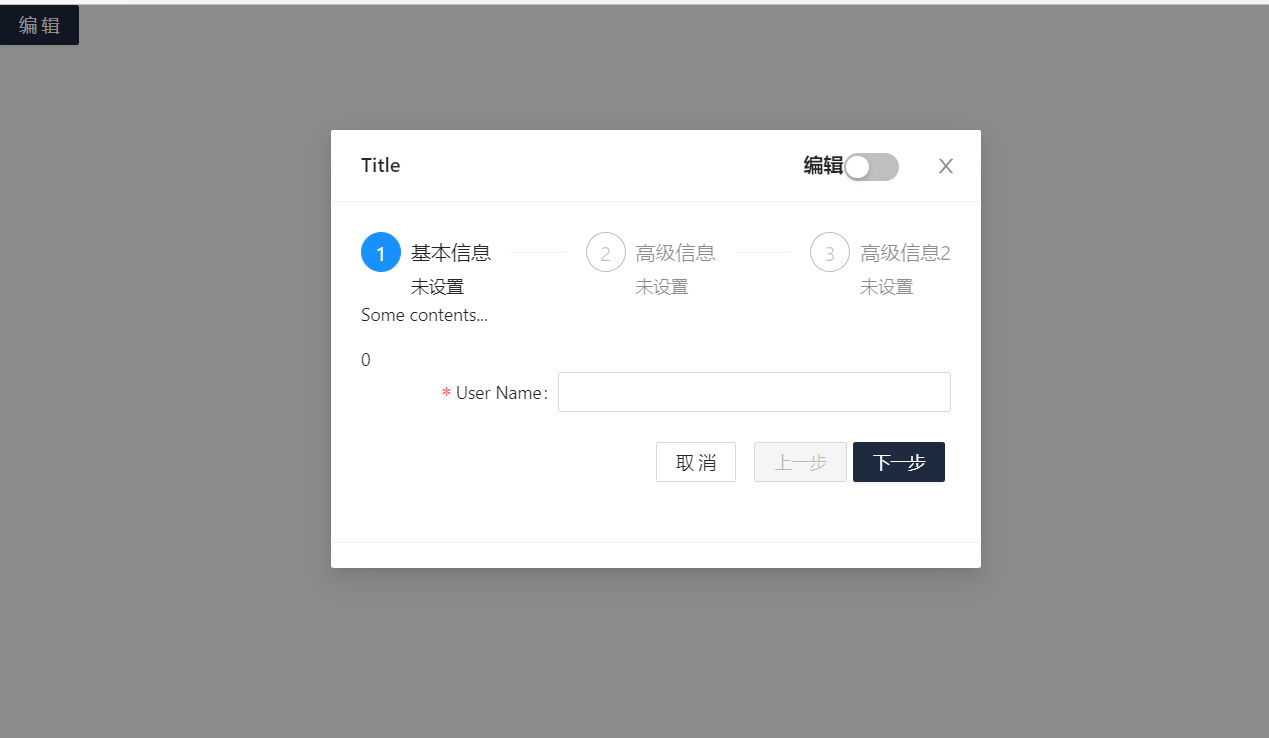 编 辑
Title 编辑
1 基本信息 2 高级信息 3 高级信息2
未设置 未设置 未设置
Some contents...
0
* User Name:
取 消 上一步 下一步